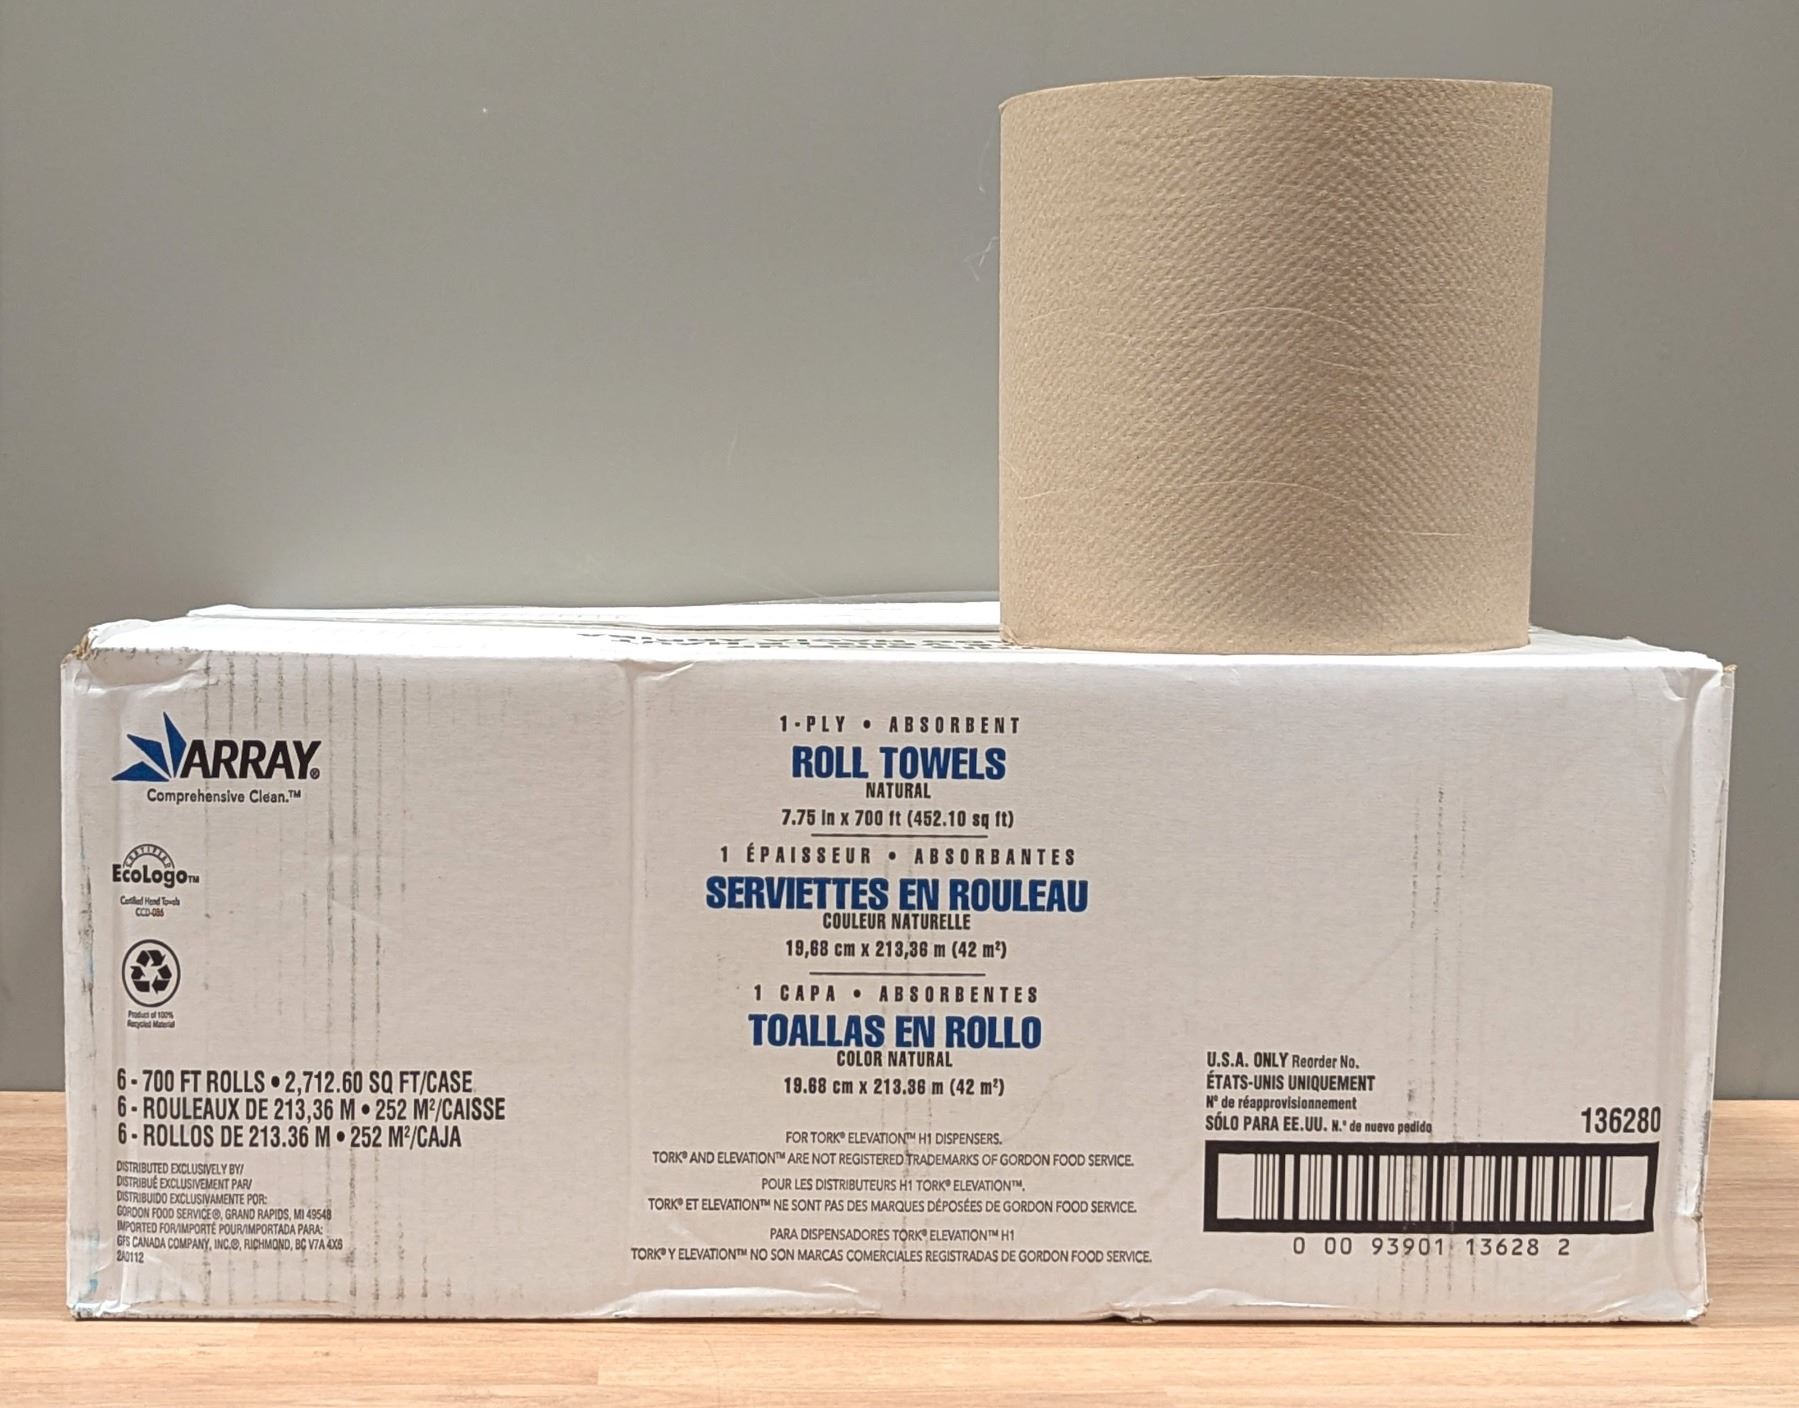 ARRAY®
Comprehensive Clean.™
CERTIFIED
EcoLogo™
Certified Hand Towels
CCD-086
Product of 100%
Recycled Material
6 - 700 FT ROLLS • 2,712.60 SQ FT/CASE
6 - ROULEAUX DE 213,36 M • 252 M²/CAISSE
6 - ROLLOS DE 213.36 M • 252 M²/CAJA
DISTRIBUTED EXCLUSIVELY BY/
DISTRIBUÉ EXCLUSIVEMENT PAR/
DISTRIBUIDO EXCLUSIVAMENTE POR:
GORDON FOOD SERVICE®, GRAND RAPIDS, MI 49548
IMPORTED FOR/IMPORTÉ POUR/IMPORTADA PARA:
GFS CANADA COMPANY, INC.®, RICHMOND, BC V7A 4X6
2A0112
1-PLY • ABSORBENT
ROLL TOWELS
NATURAL
7.75 in x 700 ft (452.10 sq ft)
1 ÉPAISSEUR • ABSORBANTES
SERVIETTES EN ROULEAU
COULEUR NATURELLE
19,68 cm x 213,36 m (42 m²)
1 CAPA • ABSORBENTES
TOALLAS EN ROLLO
COLOR NATURAL
19.68 cm x 213.36 m (42 m²)
FOR TORK® ELEVATION™ H1 DISPENSERS.
TORK® AND ELEVATION™ ARE NOT REGISTERED TRADEMARKS OF GORDON FOOD SERVICE.
POUR LES DISTRIBUTEURS H1 TORK® ELEVATION™.
TORK® ET ELEVATION™ NE SONT PAS DES MARQUES DÉPOSÉES DE GORDON FOOD SERVICE.
PARA DISPENSADORES TORK® ELEVATION™ H1
TORK® Y ELEVATION™ NO SON MARCAS COMERCIALES REGISTRADAS DE GORDON FOOD SERVICE.
U.S.A. ONLY Reorder No.
ÉTATS-UNIS UNIQUEMENT
N° de réapprovisionnement
SÓLO PARA EE.UU. N.° de nuevo pedido
136280
0 00 93901 13628 2